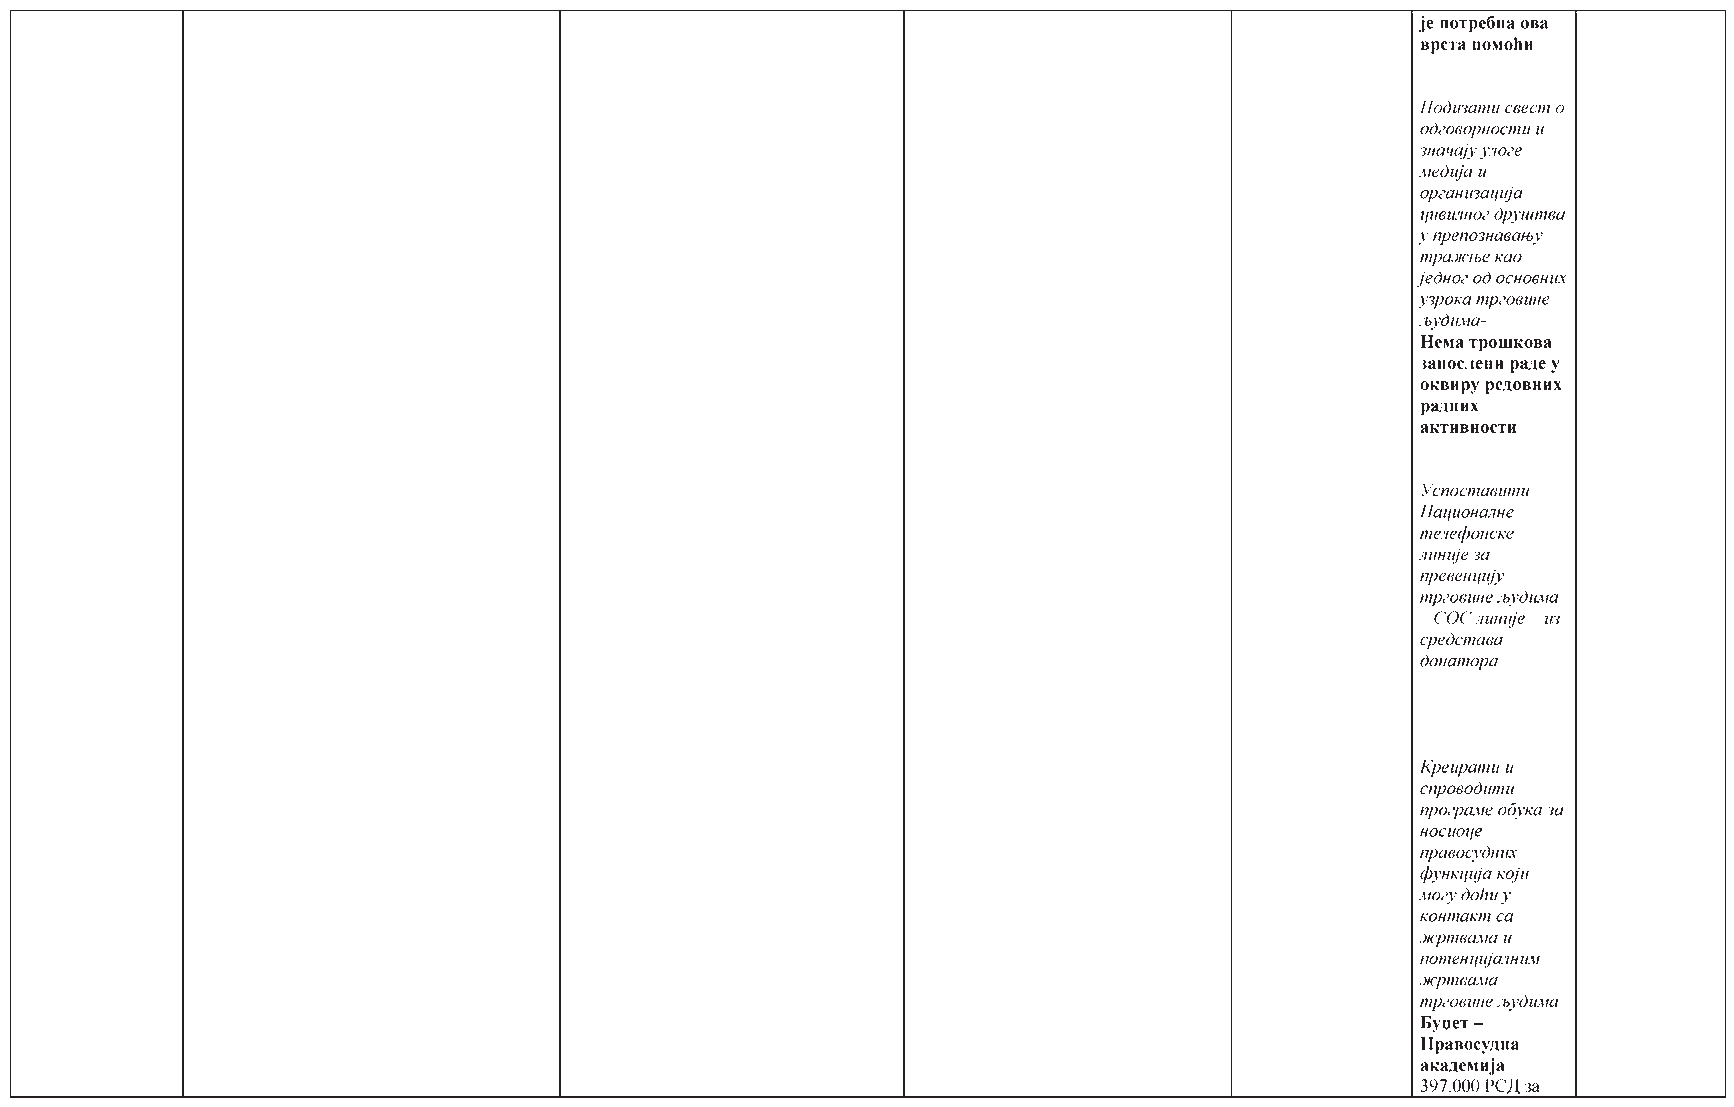 је потребна ова
врста помоћи
Подизати свест о
одговорности и
значају улоге
медија и
организација
цивилног друштва
у препознавању
тражње као
једног од основних
узрока трговине
људима-
Нема трошкова
запослени раде у
оквиру редовних
радних
активности
Успоставити
Националне
телефонске
линије за
превенцију
трговине људима
СОС линије из
средстава
донатора
Креирати и
спроводити
програме обука за
носиоце
правосудних
функција који
могу доћи у
контакт са
жртвама и
потенцијалним
жртвама
трговине људима
Буџет –
Правосудна
академија
397.000 РСД за